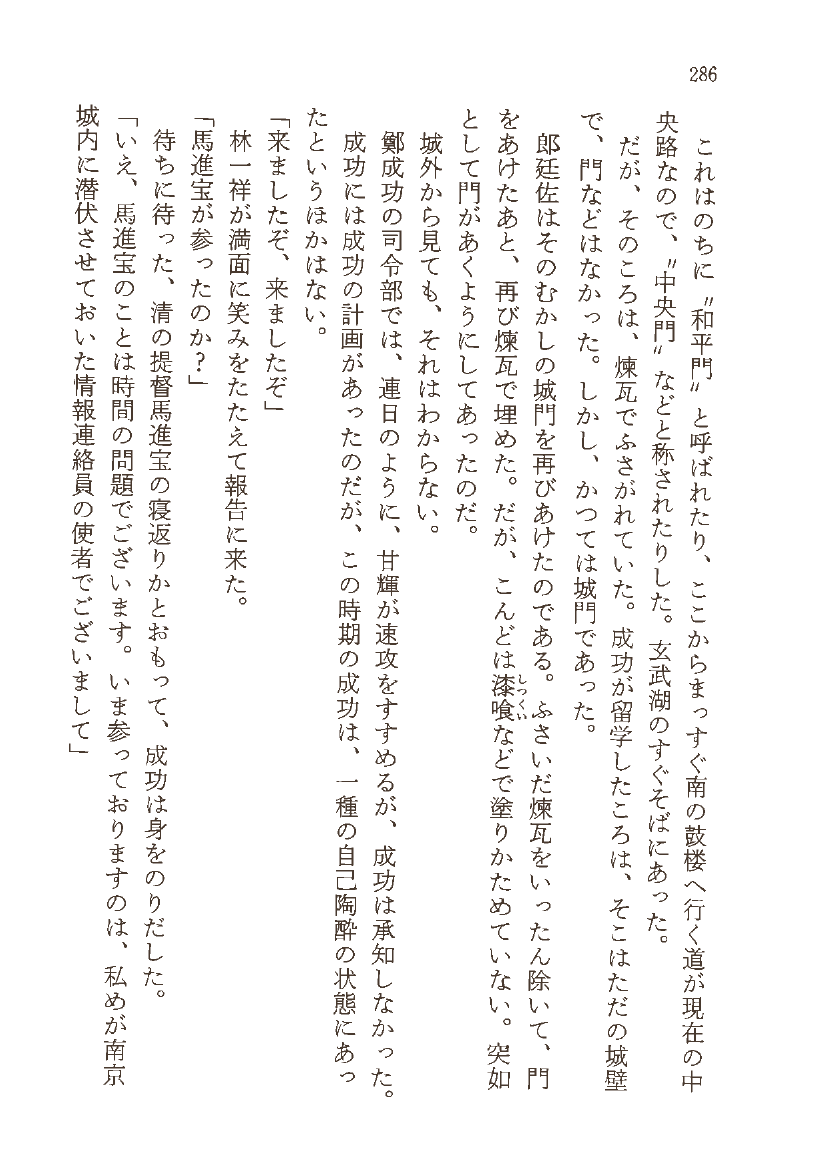 286
これはのちに〝和平門〟と呼ばれたり、ここからまっすぐ南の鼓楼へ行く道が現在の中
央路なので、〝中央門〟などと称されたりした。玄武湖のすぐそばにあった。
だが、そのころは、煉瓦でふさがれていた。成功が留学したころは、そこはただの城壁
で、門などはなかった。しかし、かつては城門であった。
郎廷佐はそのむかしの城門を再びあけたのである。ふさいだ煉瓦をいったん除いて、門
をあけたあと、再び煉瓦で埋めた。だが、こんどは漆喰などで塗りかためていない。突如
しっくい
として門があくようにしてあったのだ。
城外から見ても、それはわからない。
鄭成功の司令部では、連日のように、甘輝が速攻をすすめるが、成功は承知しなかった。
成功には成功の計画があったのだが、この時期の成功は、一種の自己陶酔の状態にあっ
たというほかはない。
「来ましたぞ、来ましたぞ」
林一祥が満面に笑みをたたえて報告に来た。
「馬進宝が参ったのか？」
待ちに待った、清の提督馬進宝の寝返りかとおもって、成功は身をのりだした。
「いえ、馬進宝のことは時間の問題でございます。いま参っておりますのは、私めが南京
城内に潜伏させておいた情報連絡員の使者でございまして」